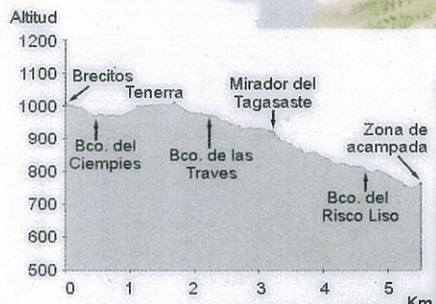 Altitud
1200
1100
1000
900
800
700
600
500
Brecitos
Tenerra
Mirador del
Tagasaste
Zona de
acampada
Bco. del
Ciempies
Bco. de las
Traves
Bco. del
Risco Liso
0 1 2 3 4 5
Km